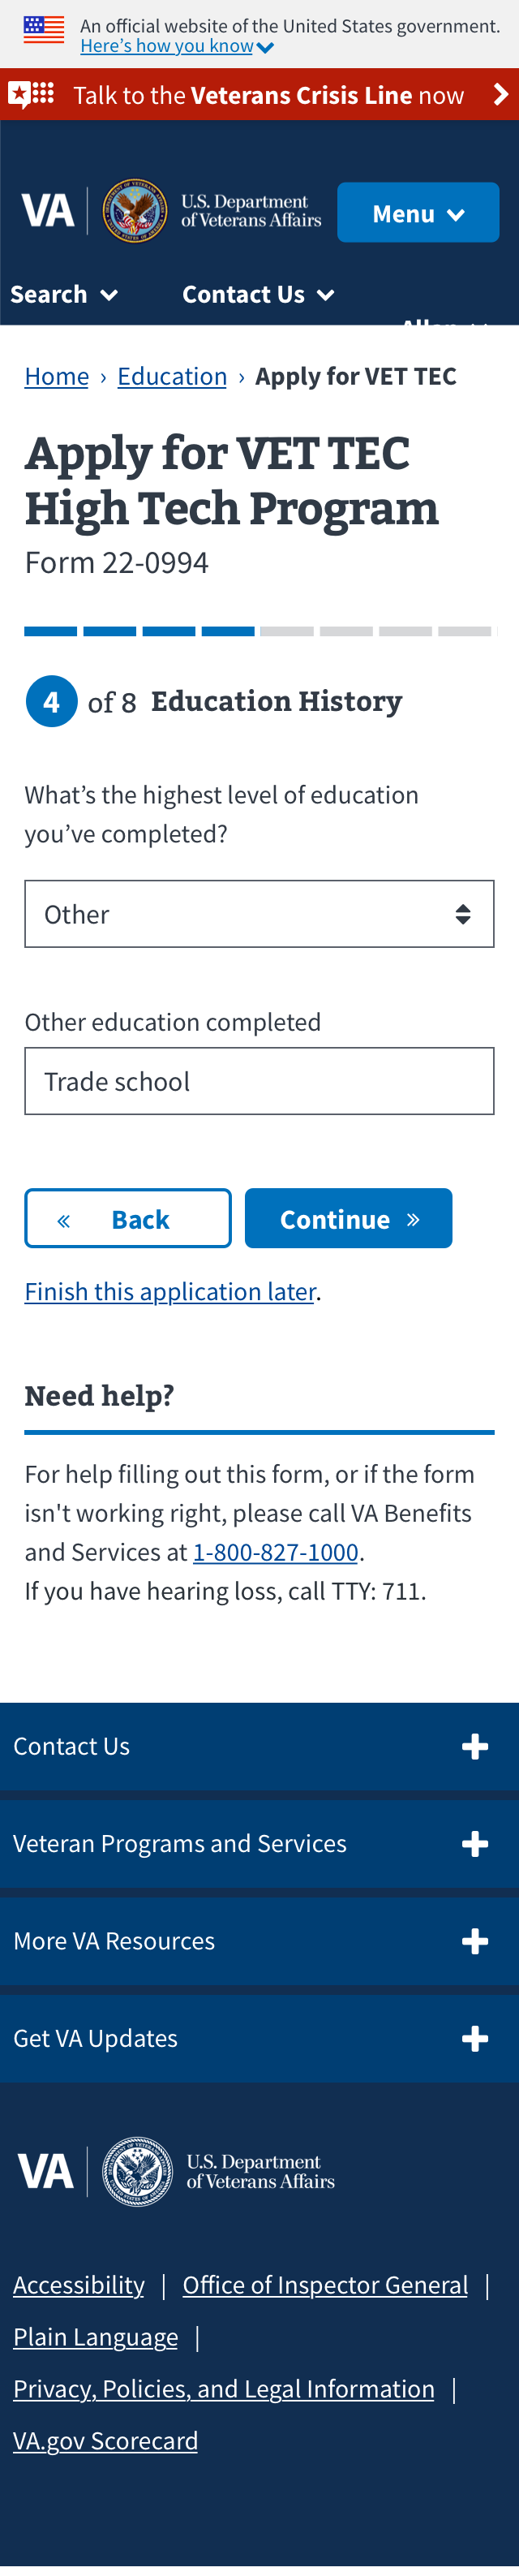 An official website of the United States government.
Here’s how you know
Talk to the Veterans Crisis Line now
VA U.S. Department of Veterans Affairs
Menu
Search Contact Us
Home › Education › Apply for VET TEC
Apply for VET TEC
High Tech Program
Form 22-0994
4 of 8 Education History
What’s the highest level of education
you’ve completed?
Other
Other education completed
Trade school
« Back Continue »
Finish this application later.
Need help?
For help filling out this form, or if the form
isn't working right, please call VA Benefits
and Services at 1-800-827-1000.
If you have hearing loss, call TTY: 711.
Contact Us
Veteran Programs and Services
More VA Resources
Get VA Updates
VA U.S. Department of Veterans Affairs
Accessibility | Office of Inspector General |
Plain Language |
Privacy, Policies, and Legal Information |
VA.gov Scorecard